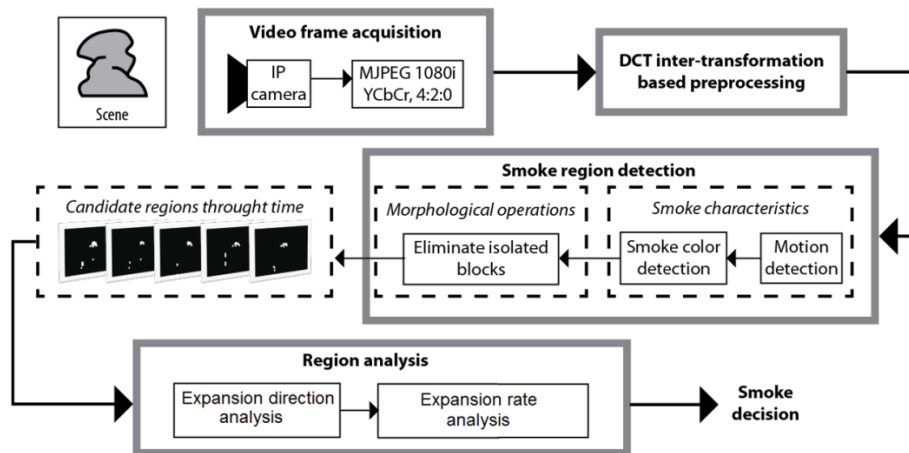 Scene
Video frame acquisition
IP
camera
MJPEG 1080i
YCbCr, 4:2:0
DCT inter-transformation
based preprocessing
Smoke region detection
Smoke characteristics
Motion
detection
Smoke color
detection
Morphological operations
Eliminate isolated
blocks
Candidate regions throught time
Region analysis
Expansion direction
analysis
Expansion rate
analysis
Smoke
decision